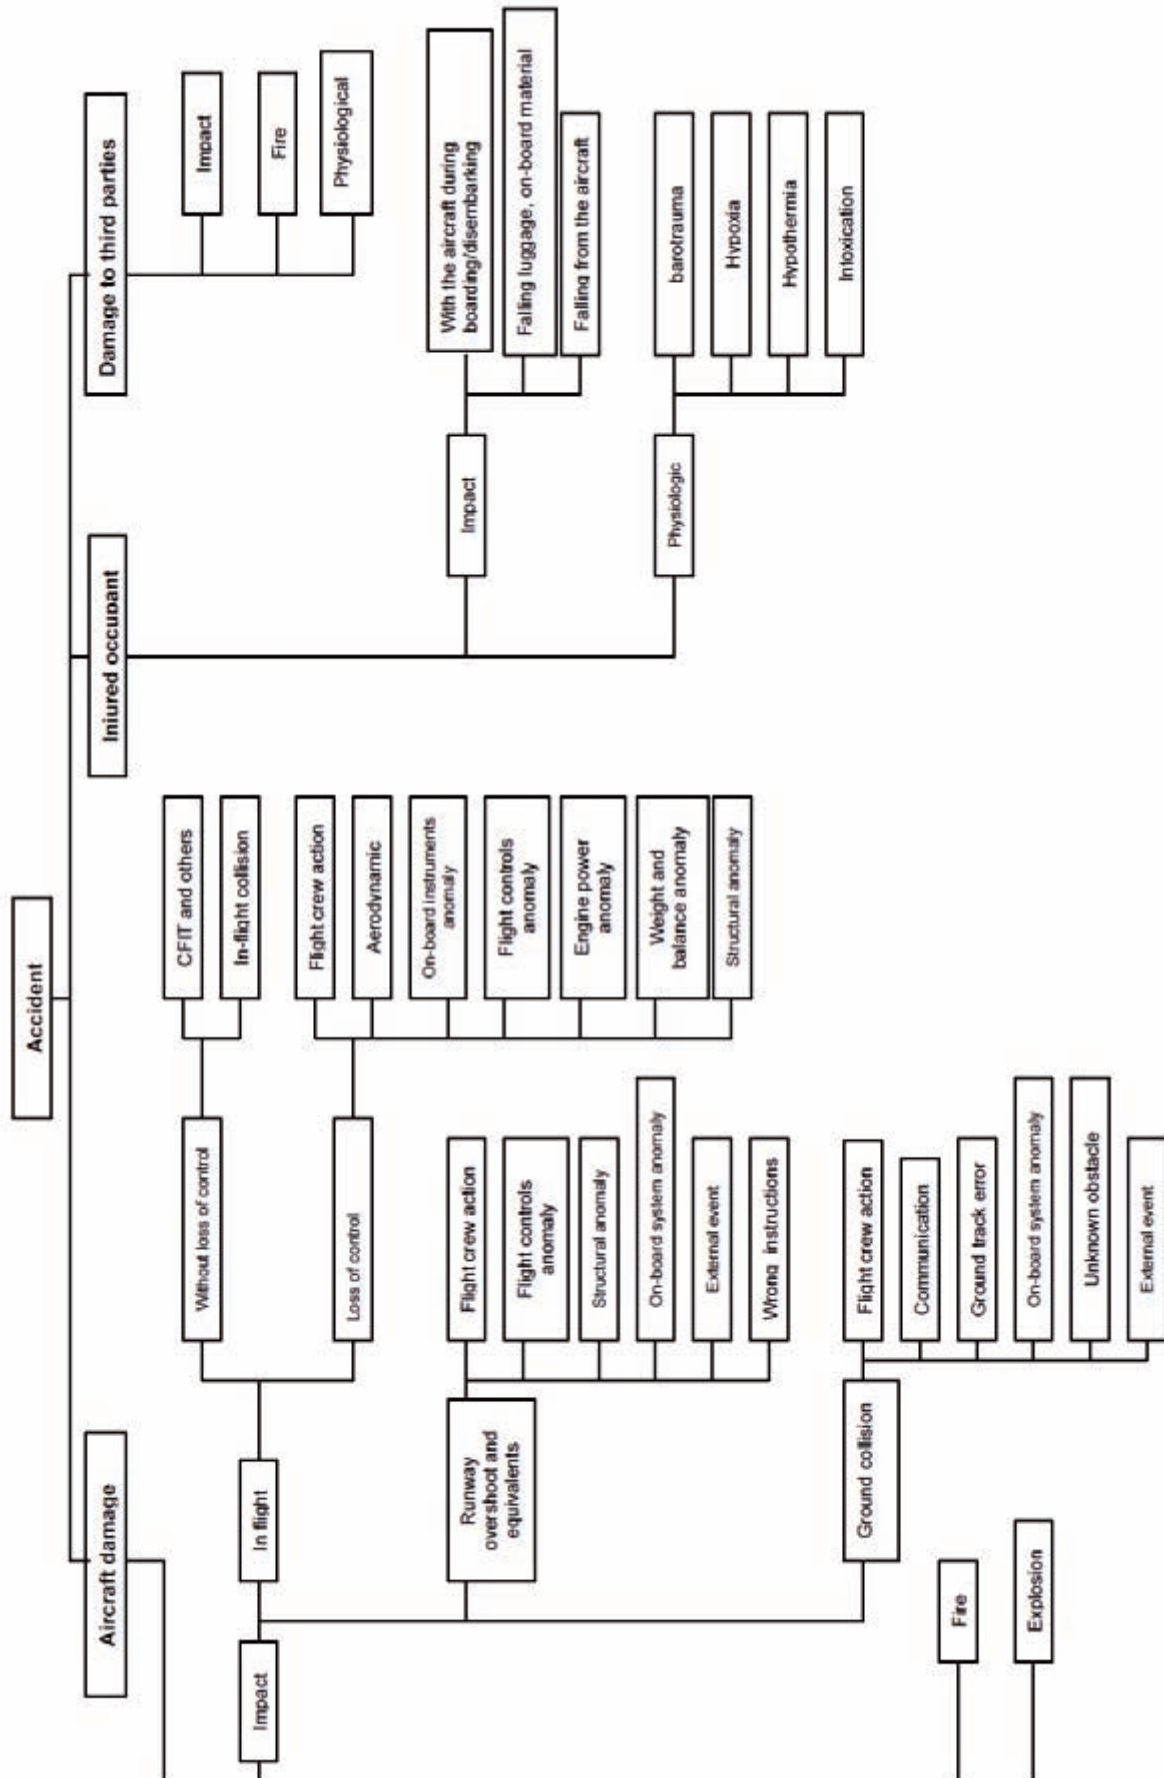 Accident
Aircraft damage
Iniured occupant
Damage to third parties
Impact
In flight
Without loss of control
CFIT and others
In-flight collision
Loss of control
Flight crew action
Aerodynamic
On-board instruments
anomaly
Flight controls
anomaly
Engine power
anomaly
Weight and
balance anomaly
Structural anomaly
Runway
overshoot and
equivalents
Flight crew action
Flight controls
anomaly
Structural anomaly
On-board system anomaly
External event
Wrong instructions
Ground collision
Flight crew action
Communication
Ground track error
On-board system anomaly
Unknown obstacle
External event
Fire
Explosion
Impact
With the aircraft during
boarding/disembarking
Falling luggage, on-board material
Falling from the aircraft
Physiologic
barotrauma
Hypoxia
Hypothermia
Intoxication
Impact
Fire
Physiological